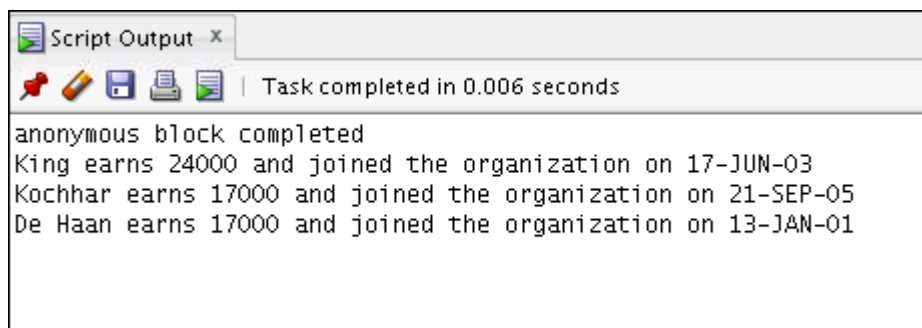 Script Output x
Task completed in 0.006 seconds
anonymous block completed
King earns 24000 and joined the organization on 17-JUN-03
Kochhar earns 17000 and joined the organization on 21-SEP-05
De Haan earns 17000 and joined the organization on 13-JAN-01